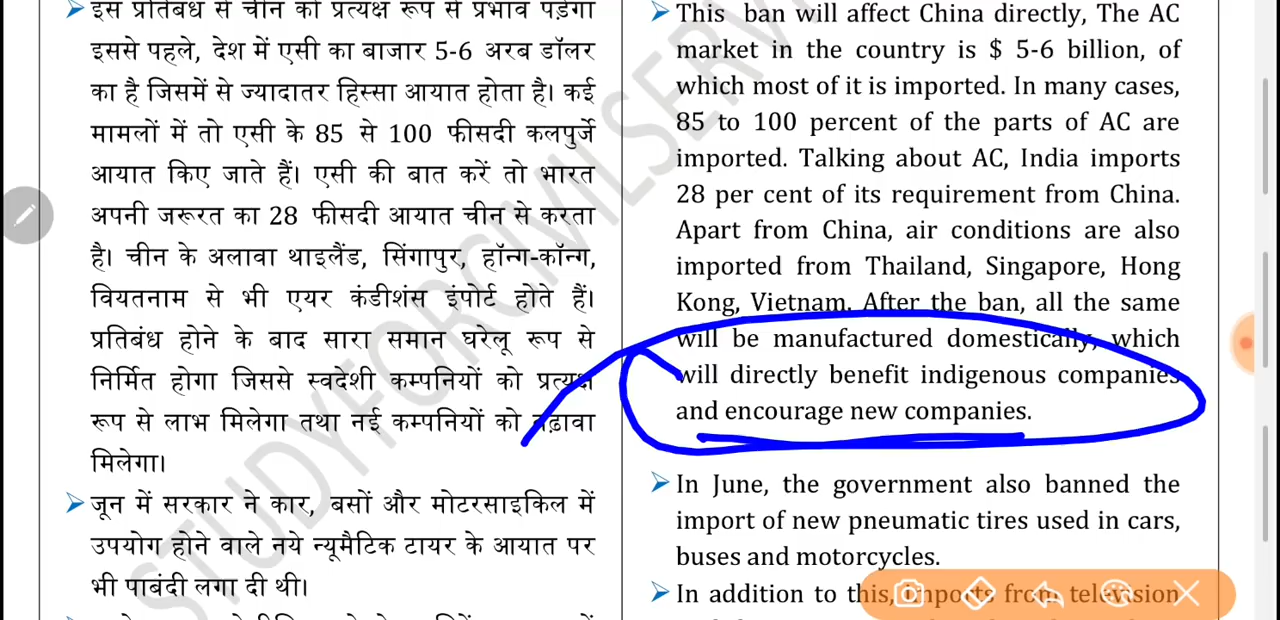 इस प्रतिबंध से चीन को प्रत्यक्ष रूप से प्रभाव पड़ेगा
इससे पहले, देश में एसी का बाजार 5-6 अरब डॉलर
का है जिसमें से ज्यादातर हिस्सा आयात होता है। कई
मामलों में तो एसी के 85 से 100 फीसदी कलपुर्जे
आयात किए जाते हैं। एसी की बात करें तो भारत
अपनी जरूरत का 28 फीसदी आयात चीन से करता
है। चीन के अलावा थाइलैंड, सिंगापुर, हॉन्ग-कॉन्ग,
वियतनाम से भी एयर कंडीशंस इंपोर्ट होते हैं।
प्रतिबंध होने के बाद सारा समान घरेलू रूप से
निर्मित होगा जिससे स्वदेशी कम्पनियों को प्रत्यक्ष
रूप से लाभ मिलेगा तथा नई कम्पनियों को बढ़ावा
मिलेगा।
जून में सरकार ने कार, बसों और मोटरसाइकिल में
उपयोग होने वाले नये न्यूमैटिक टायर के आयात पर
भी पाबंदी लगा दी थी।
This ban will affect China directly, The AC
market in the country is $ 5-6 billion, of
which most of it is imported. In many cases,
85 to 100 percent of the parts of AC are
imported. Talking about AC, India imports
28 per cent of its requirement from China.
Apart from China, air conditions are also
imported from Thailand, Singapore, Hong
Kong, Vietnam. After the ban, all the same
will be manufactured domestically, which
will directly benefit indigenous companies
and encourage new companies.
In June, the government also banned the
import of new pneumatic tires used in cars,
buses and motorcycles.
In addition to this, imports from television
STUDYFORCIVILSERV